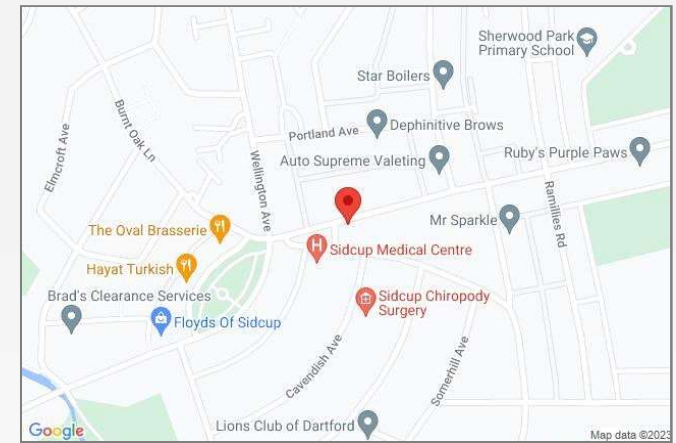 Sherwood Park
Primary School
Star Boilers
Burnt Oak Ln
Elmcroft Ave
Portland Ave
Dephinitive Brows
Auto Supreme Valeting
Ruby's Purple Paws
Wellington Ave
Ramillies Rd
The Oval Brasserie
Mr Sparkle
H
Sidcup Medical Centre
Hayat Turkish
Brad's Clearance Services
Sidcup Chiropody
Surgery
Floyds Of Sidcup
Cavendish Ave
Somerhill Ave
Lions Club of Dartford
Google
Map data ©2023